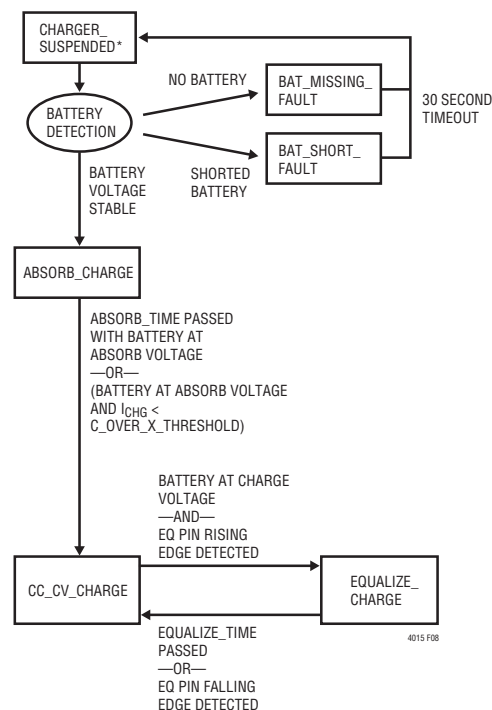 CHARGER_
SUSPENDED*
NO BATTERY
BAT_MISSING_
FAULT
30 SECOND
TIMEOUT
BATTERY
DETECTION
BAT_SHORT_
FAULT
BATTERY
VOLTAGE
STABLE
SHORTED
BATTERY
ABSORB_CHARGE
ABSORB_TIME PASSED
WITH BATTERY AT
ABSORB VOLTAGE
—OR—
(BATTERY AT ABSORB VOLTAGE
AND ICHG <
C_OVER_X_THRESHOLD)
BATTERY AT CHARGE
VOLTAGE
—AND—
EQ PIN RISING
EDGE DETECTED
CC_CV_CHARGE
EQUALIZE_
CHARGE
4015 F08
EQUALIZE_TIME
PASSED
—OR—
EQ PIN FALLING
EDGE DETECTED